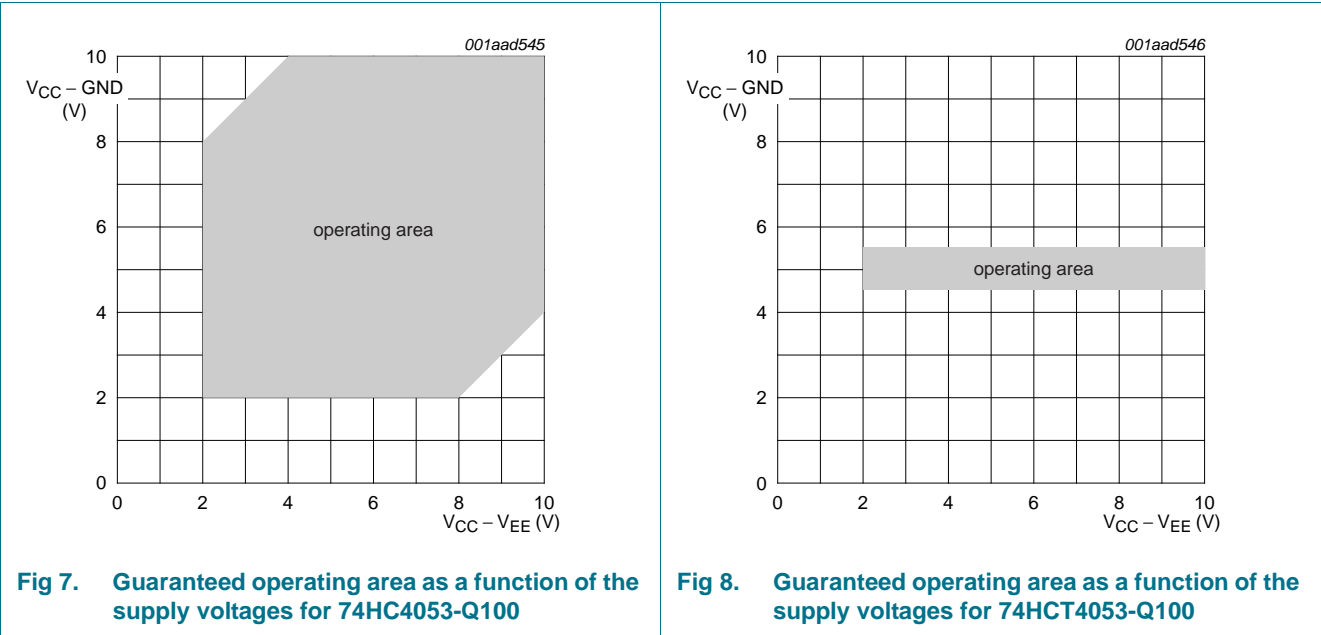 001aad545
10
VCC – GND
(V)
8
6
4
2
0
operating area
0 2 4 6 8 10
VCC – VEE (V)
Fig 7. Guaranteed operating area as a function of the
supply voltages for 74HC4053-Q100
001aad546
10
VCC – GND
(V)
8
6
4
2
0
operating area
0 2 4 6 8 10
VCC – VEE (V)
Fig 8. Guaranteed operating area as a function of the
supply voltages for 74HCT4053-Q100